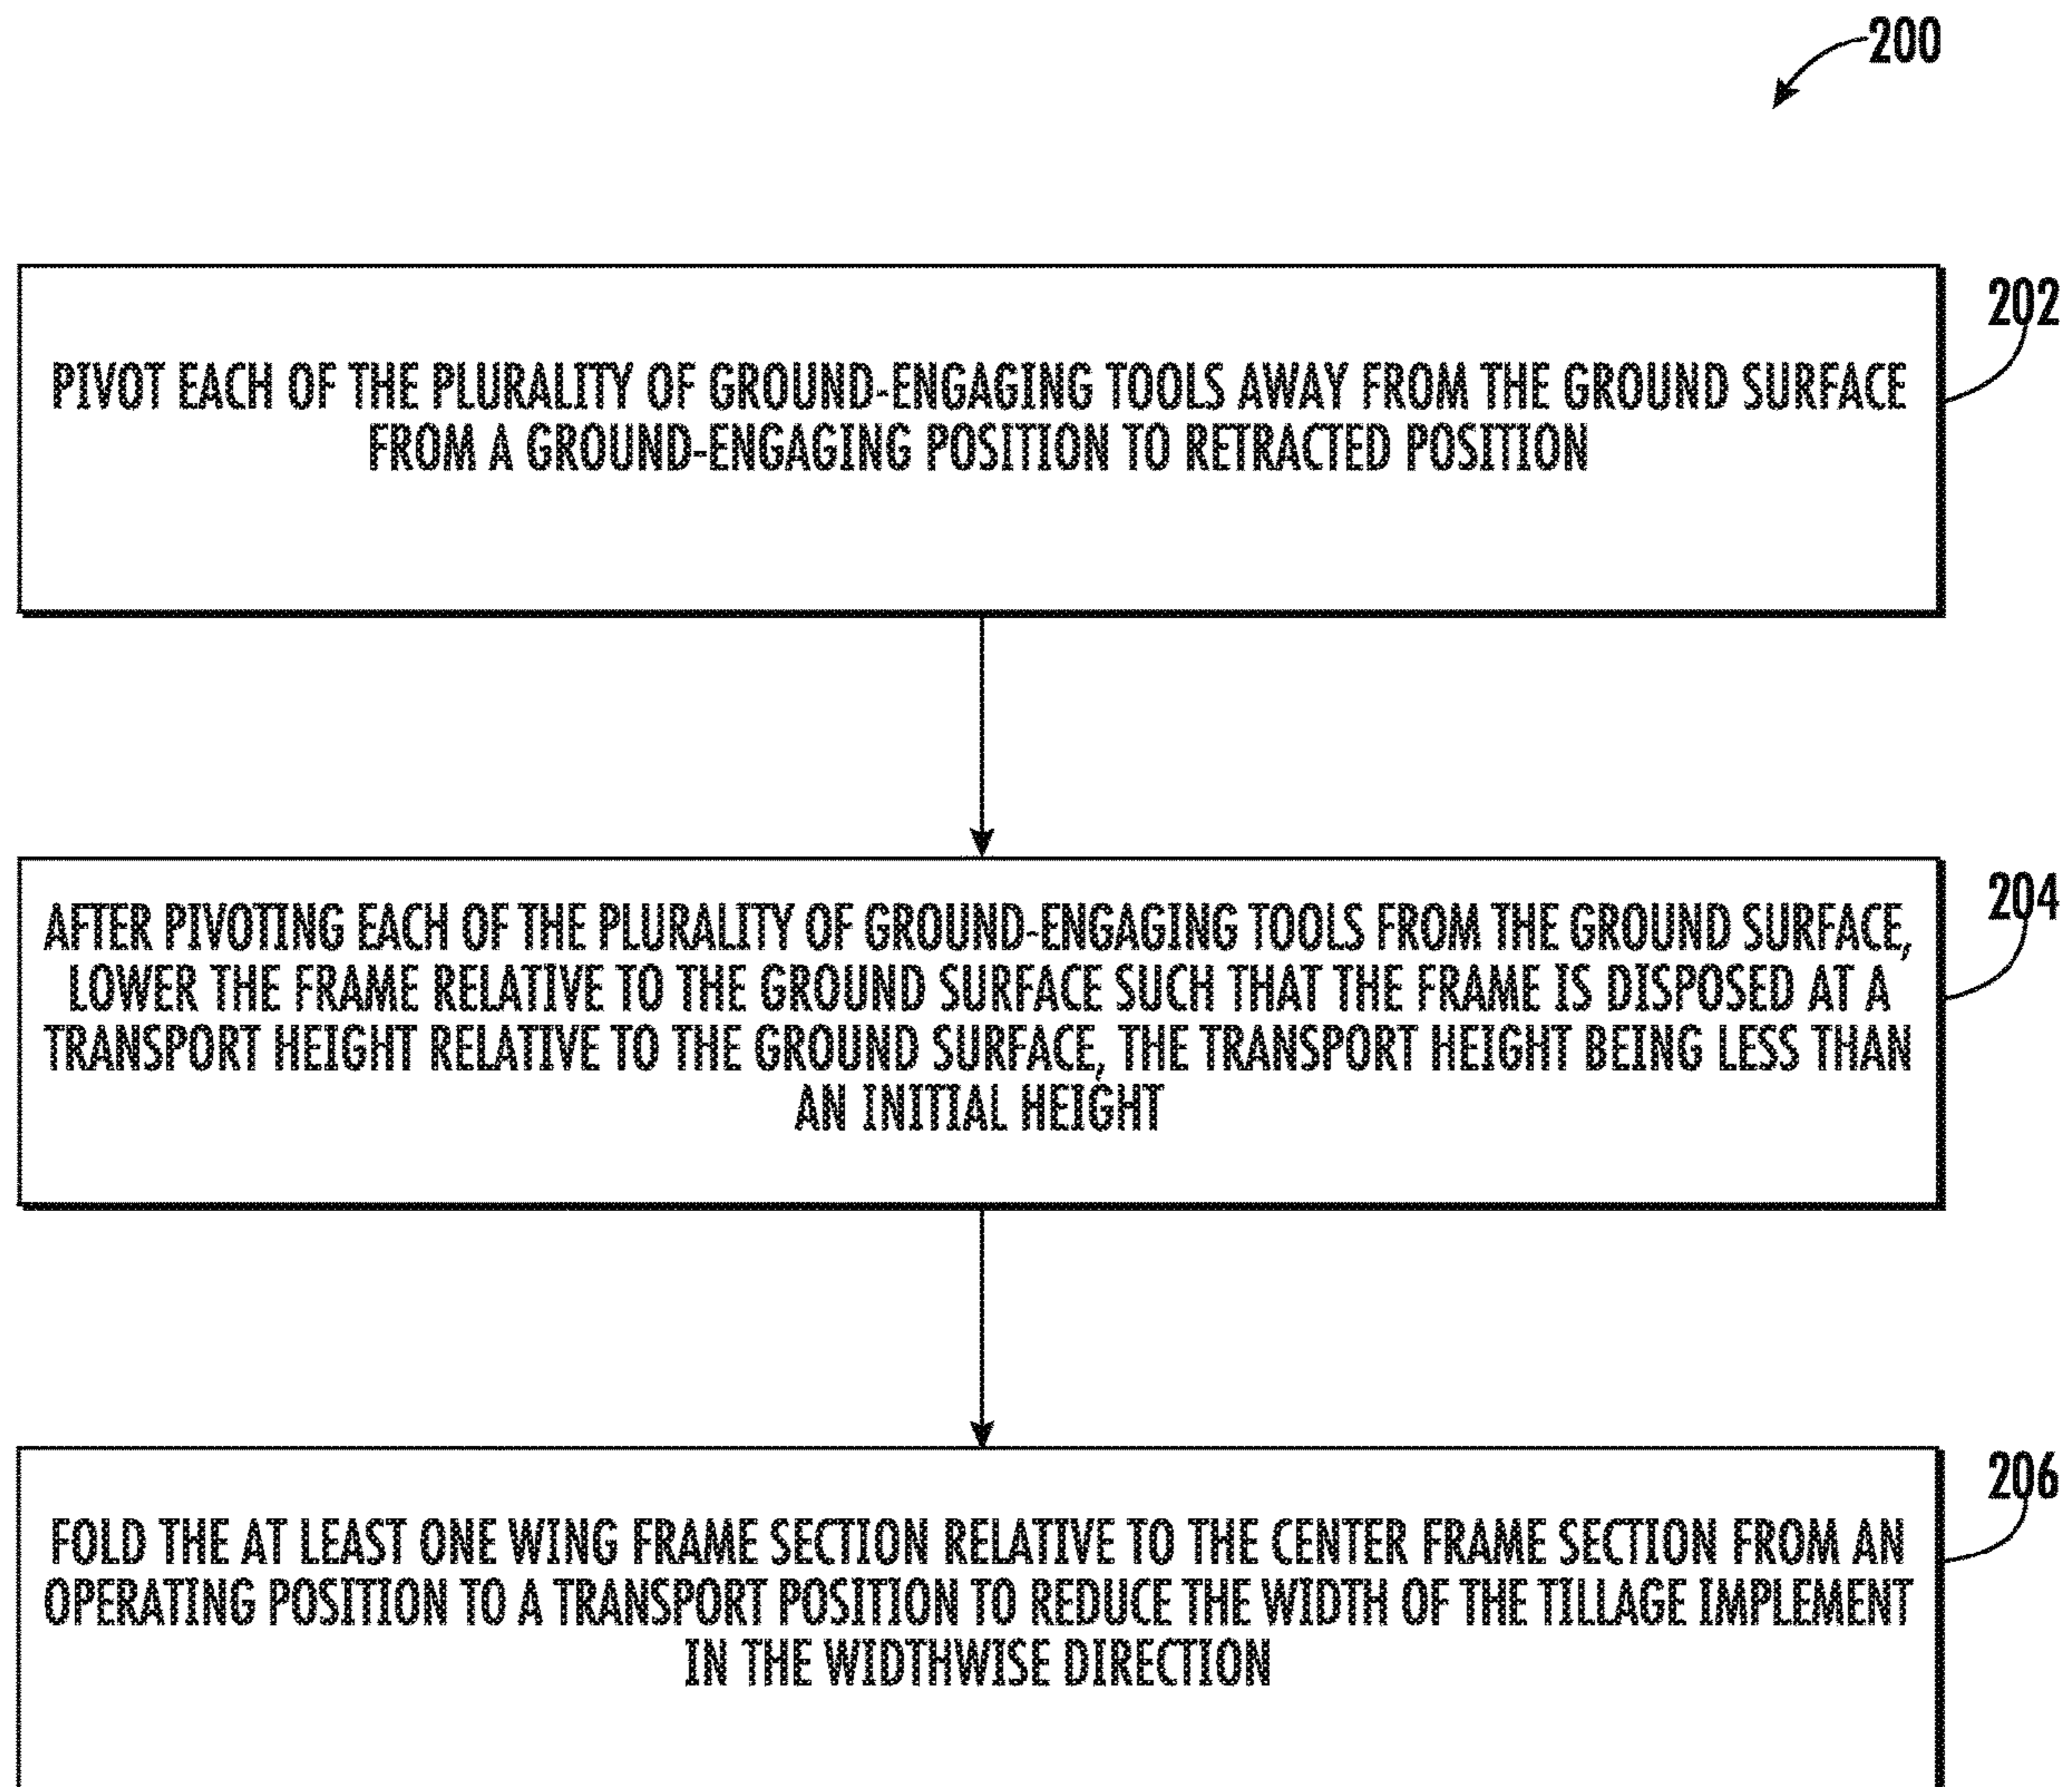 200
202
PIVOT EACH OF THE PLURALITY OF GROUND-ENGAGING TOOLS AWAY FROM THE GROUND SURFACE
FROM A GROUND-ENGAGING POSITION TO RETRACTED POSITION
204
AFTER PIVOTING EACH OF THE PLURALITY OF GROUND-ENGAGING TOOLS FROM THE GROUND SURFACE,
LOWER THE FRAME RELATIVE TO THE GROUND SURFACE SUCH THAT THE FRAME IS DISPOSED AT A
TRANSPORT HEIGHT RELATIVE TO THE GROUND SURFACE, THE TRANSPORT HEIGHT BEING LESS THAN
AN INITIAL HEIGHT
206
FOLD THE AT LEAST ONE WING FRAME SECTION RELATIVE TO THE CENTER FRAME SECTION FROM AN
OPERATING POSITION TO A TRANSPORT POSITION TO REDUCE THE WIDTH OF THE TILLAGE IMPLEMENT
IN THE WIDTHWISE DIRECTION